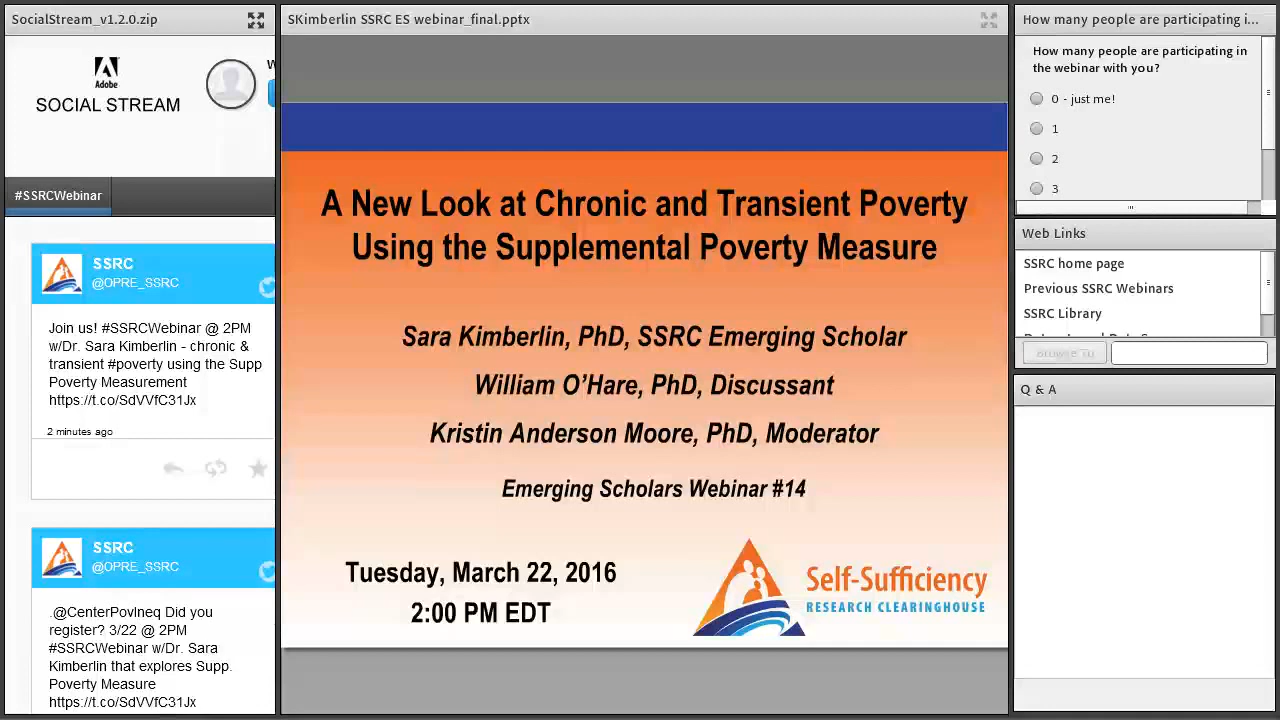 SocialStream_v1.2.0.zip
Adobe
SOCIAL STREAM
#SSRCWebinar
SSRC
@OPRE_SSRC
Join us! #SSRCWebinar @ 2PM
w/Dr. Sara Kimberlin - chronic &
transient #poverty using the Supp
Poverty Measurement
https://t.co/SdVVfC31Jx
2 minutes ago
SSRC
@OPRE_SSRC
.@CenterPovIneq Did you
register? 3/22 @ 2PM
#SSRCWebinar w/Dr. Sara
Kimberlin that explores Supp.
Poverty Measure
https://t.co/SdVVfC31Jx
SKimberlin SSRC ES webinar_final.pptx
A New Look at Chronic and Transient Poverty
Using the Supplemental Poverty Measure
Sara Kimberlin, PhD, SSRC Emerging Scholar
William O'Hare, PhD, Discussant
Kristin Anderson Moore, PhD, Moderator
Emerging Scholars Webinar #14
Tuesday, March 22, 2016
2:00 PM EDT
Self-Sufficiency
RESEARCH CLEARINGHOUSE
How many people are participating i...
How many people are participating in
the webinar with you?
0 - just me!
1
2
3
Web Links
SSRC home page
Previous SSRC Webinars
SSRC Library
Q & A